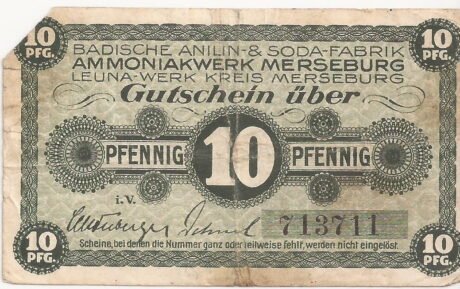 10 PFG. 10 PFG.
BADISCHE ANILIN-& SODA-FABRIK
AMMONIAKWERK MERSEBURG
LEUNA-WERK KREIS MERSEBURG
Gutschein über
PFENNIG 10 PFENNIG
i.V.
713711
Scheine, bei denen die Nummer ganz oder teilweise fehlt, werden nicht eingelöst.
10 PFG. 10 PFG.